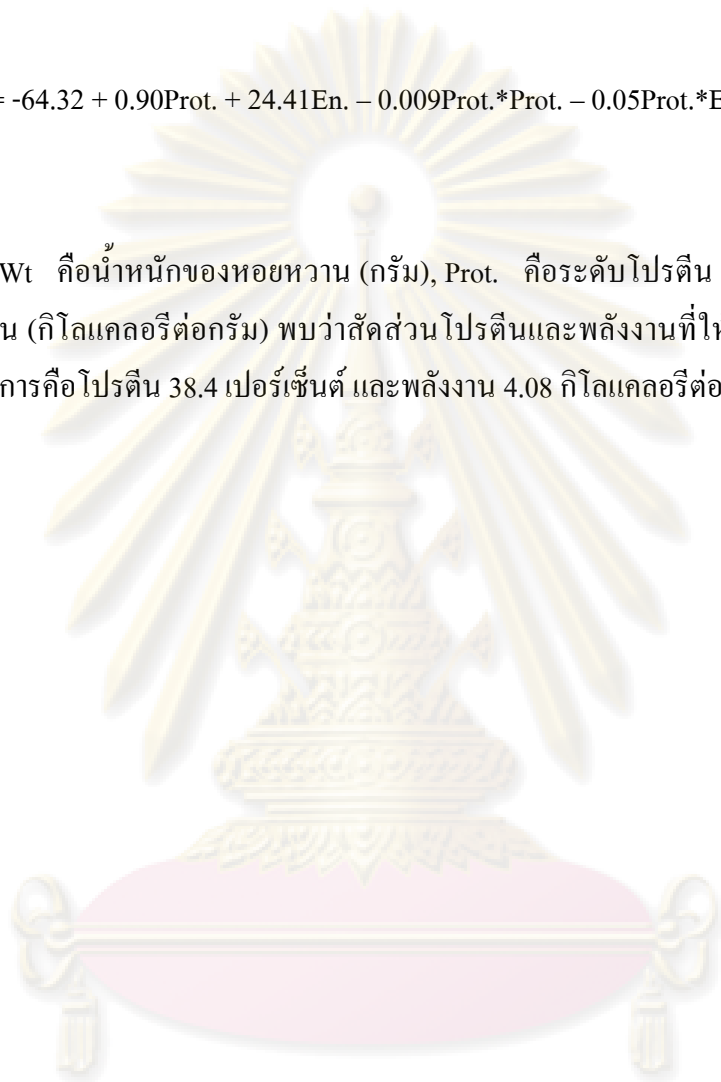 = -64.32 + 0.90Prot. + 24.41En. – 0.009Prot.*Prot. – 0.05Prot.*E
Wt คือน้ำหนักของหอยหวาน (กรัม), Prot. คือระดับโปรตีน
น (กิโลแคลอรีต่อกรัม) พบว่าสัดส่วนโปรตีนและพลังงานที่ให
การคือโปรตีน 38.4 เปอร์เซ็นต์ และพลังงาน 4.08 กิโลแคลอรีต่อ